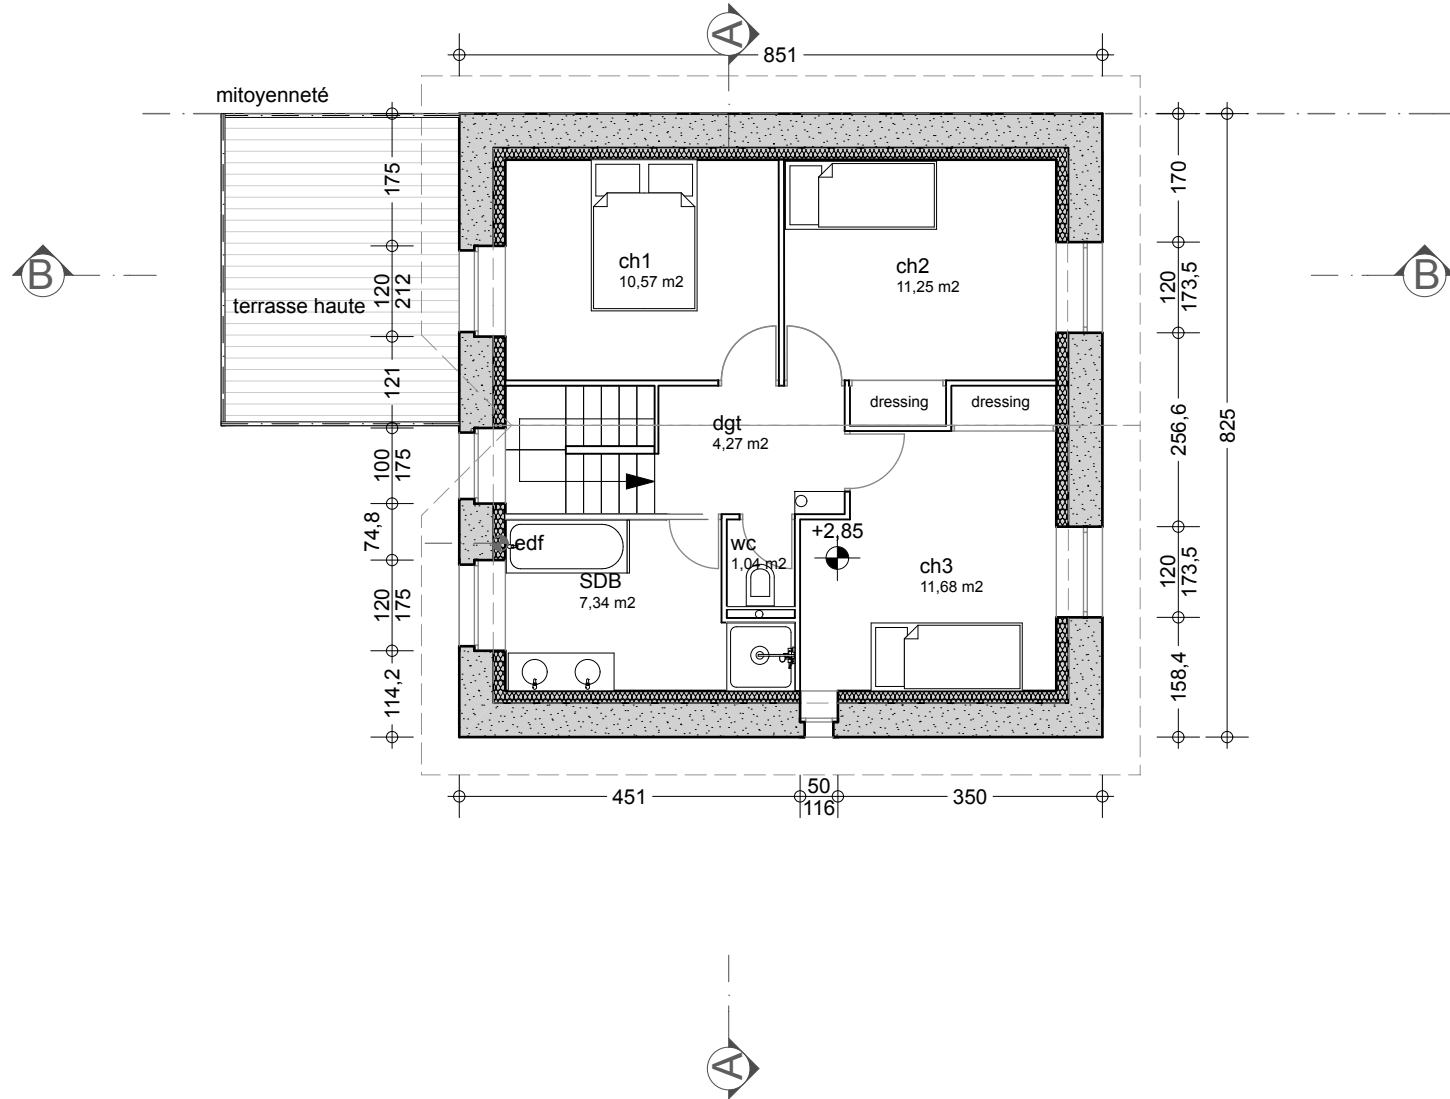 A
851
mitoyenneté
175
170
ch1
10,57 m2
ch2
11,25 m2
B
B
120
212
120
173,5
terrasse haute
121
dressing
dressing
dgt
4,27 m2
256,6
825
100
175
74,8
edf
wc
1,04 m2
+2,85
SDB
7,34 m2
ch3
11,68 m2
120
175
120
173,5
114,2
158,4
451
50
116
350
A